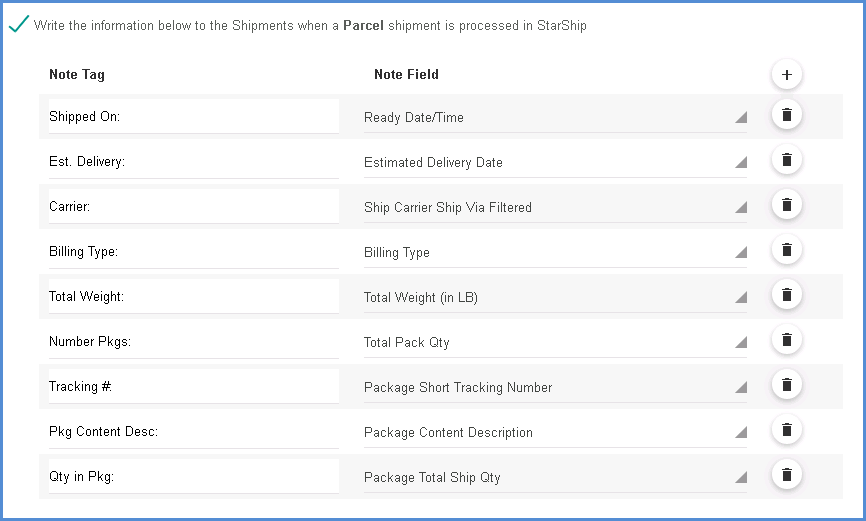 Write the information below to the Shipments when a Parcel shipment is processed in StarShip
Note Tag Note Field
Shipped On: Ready Date/Time
Est. Delivery: Estimated Delivery Date
Carrier: Ship Carrier Ship Via Filtered
Billing Type: Billing Type
Total Weight: Total Weight (in LB)
Number Pkgs: Total Pack Qty
Tracking #: Package Short Tracking Number
Pkg Content Desc: Package Content Description
Qty in Pkg: Package Total Ship Qty